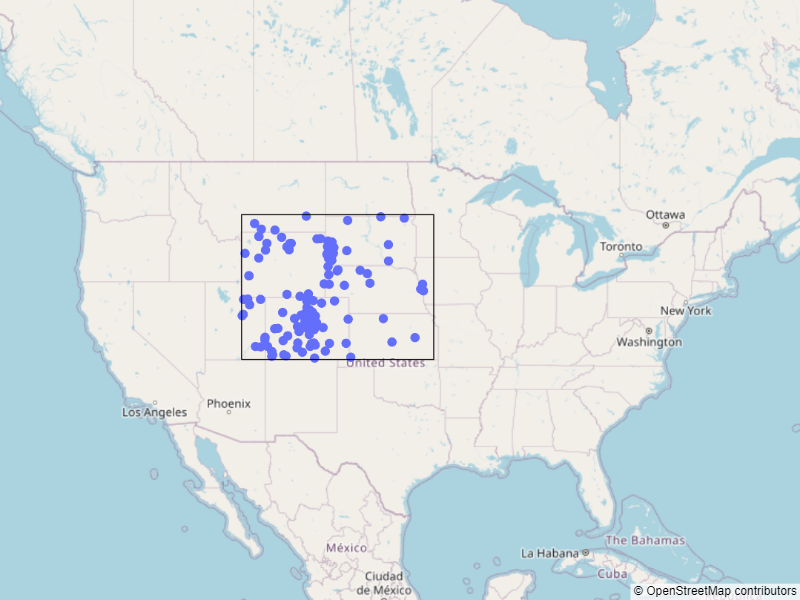 Ottawa
Toronto
New York
Washington
United States
Phoenix
Los Angeles
México
Ciudad
de México
La Habana
The Bahamas
Cuba
© OpenStreetMap contributors